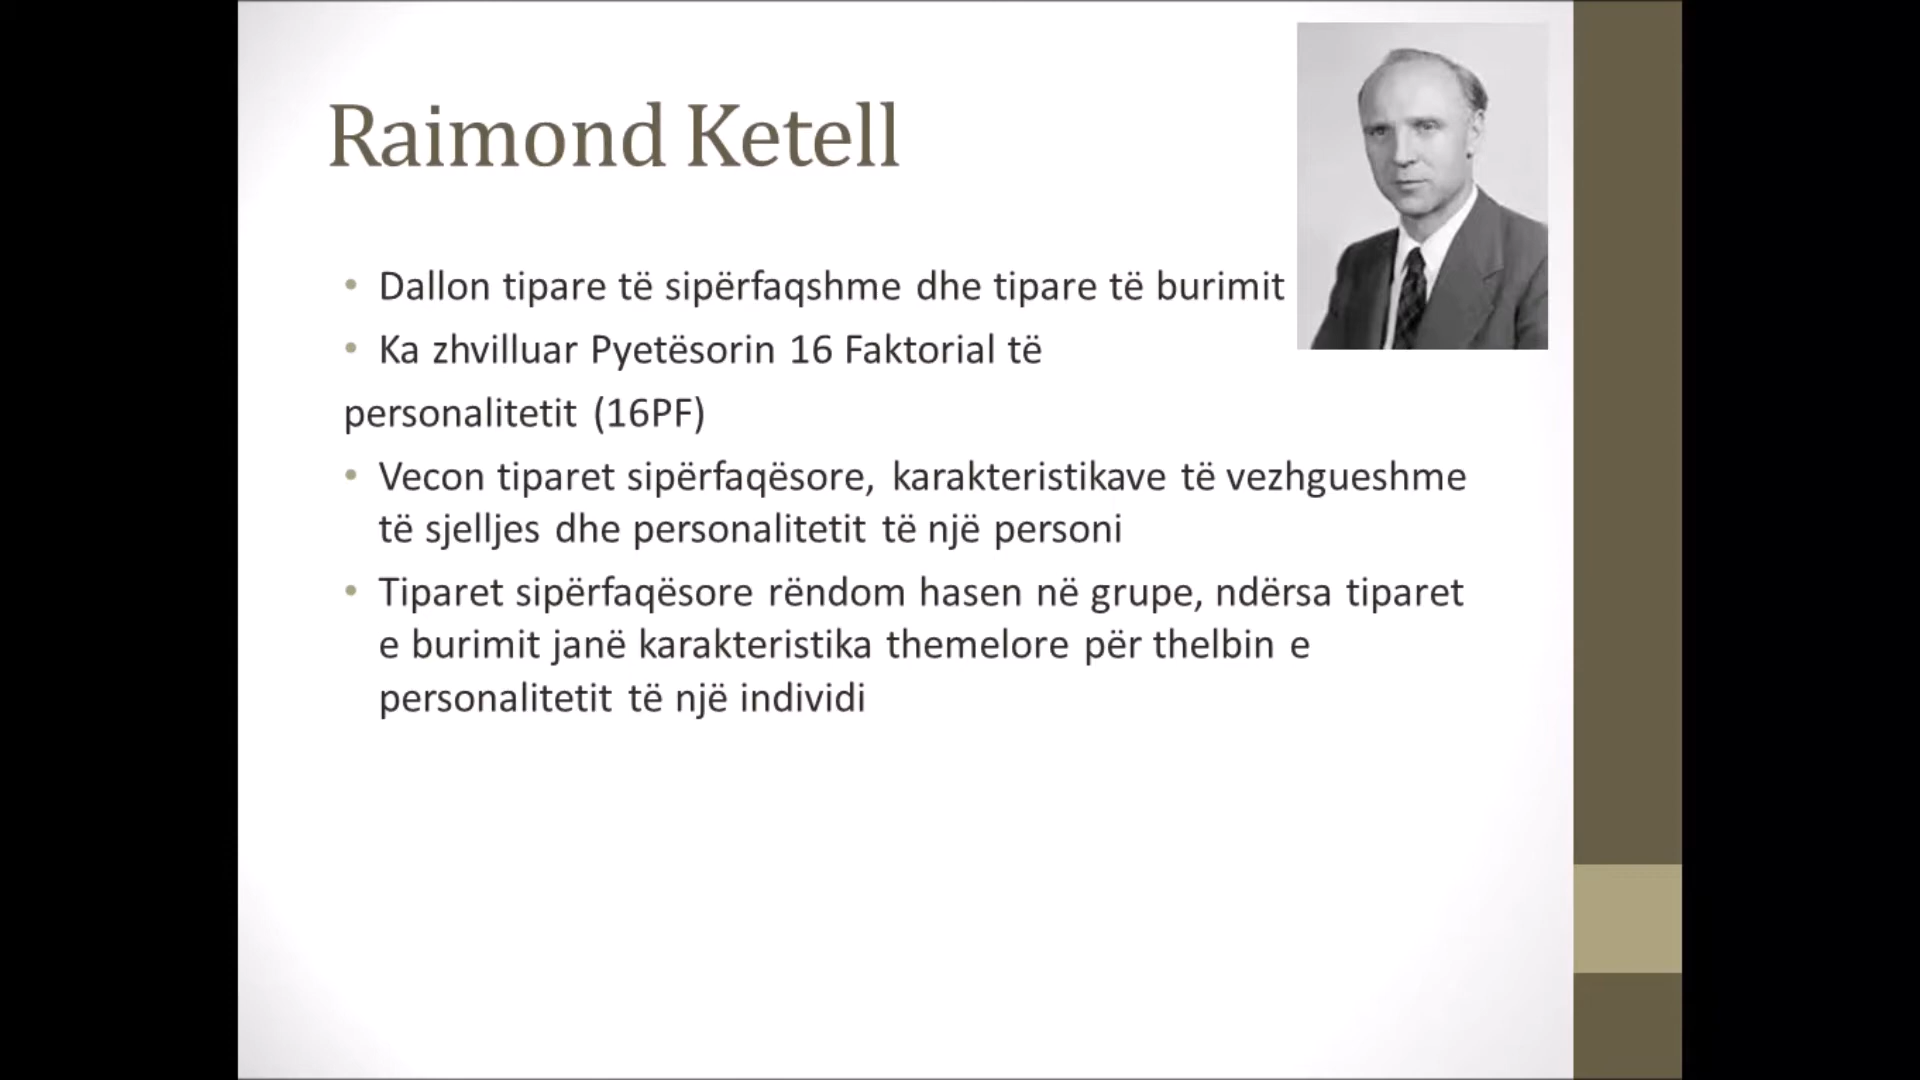 Raimond Ketell
• Dallon tipare të sipërfaqshme dhe tipare të burimit
• Ka zhvilluar Pyetësorin 16 Faktorial të
personalitetit (16PF)
• Vecon tiparet sipërfaqësore, karakteristikave të vezhgueshme
të sjelljes dhe personalitetit të një personi
• Tiparet sipërfaqësore rëndom hasen në grupe, ndërsa tiparet
e burimit janë karakteristika themelore për thelbin e
personalitetit të një individi